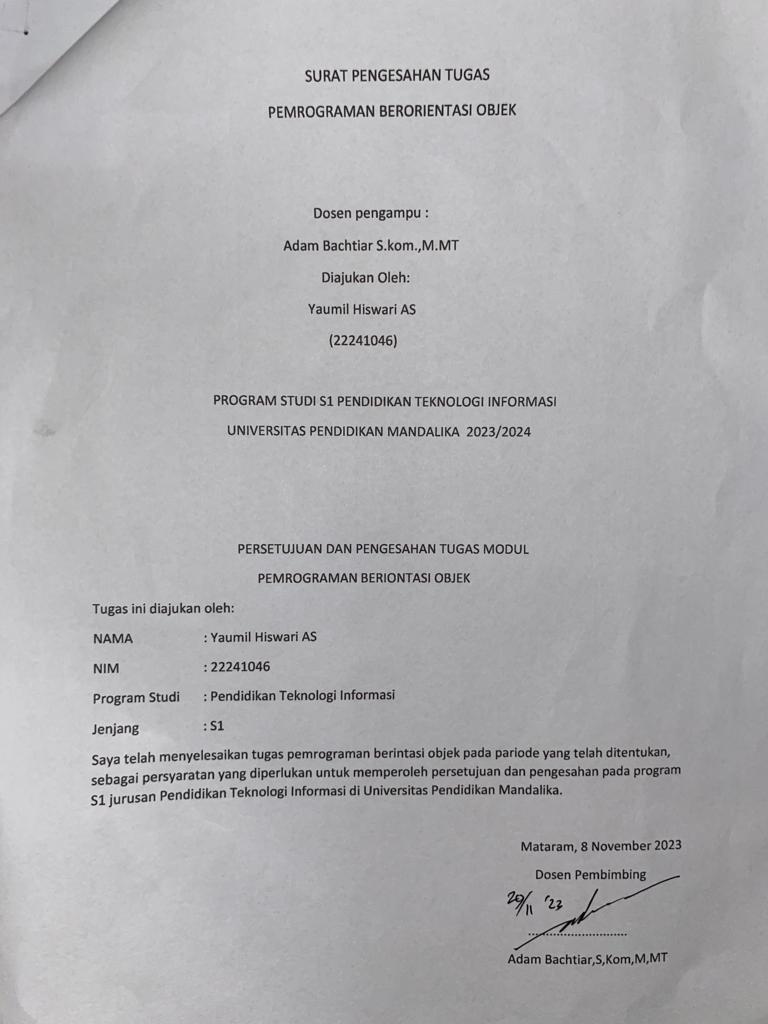 SURAT PENGESAHAN TUGAS
PEMROGRAMAN BERORIENTASI OBJEK
Dosen pengampu :
Adam Bachtiar S.kom.,M.MT
Diajukan Oleh:
Yaumil Hiswari AS
(22241046)
PROGRAM STUDI S1 PENDIDIKAN TEKNOLOGI INFORMASI
UNIVERSITAS PENDIDIKAN MANDALIKA 2023/2024
PERSETUJUAN DAN PENGESAHAN TUGAS MODUL
PEMROGRAMAN BERIONTASI OBJEK
Tugas ini diajukan oleh:
NAMA : Yaumil Hiswari AS
NIM : 22241046
Program Studi : Pendidikan Teknologi Informasi
Jenjang : S1
Saya telah menyelesaikan tugas pemrograman berintasi objek pada pariode yang telah ditentukan,
sebagai persyaratan yang diperlukan untuk memperoleh persetujuan dan pengesahan pada program
S1 jurusan Pendidikan Teknologi Informasi di Universitas Pendidikan Mandalika.
Mataram, 8 November 2023
Dosen Pembimbing
20/11 '23
..........................
Adam Bachtiar,S,Kom,M,MT